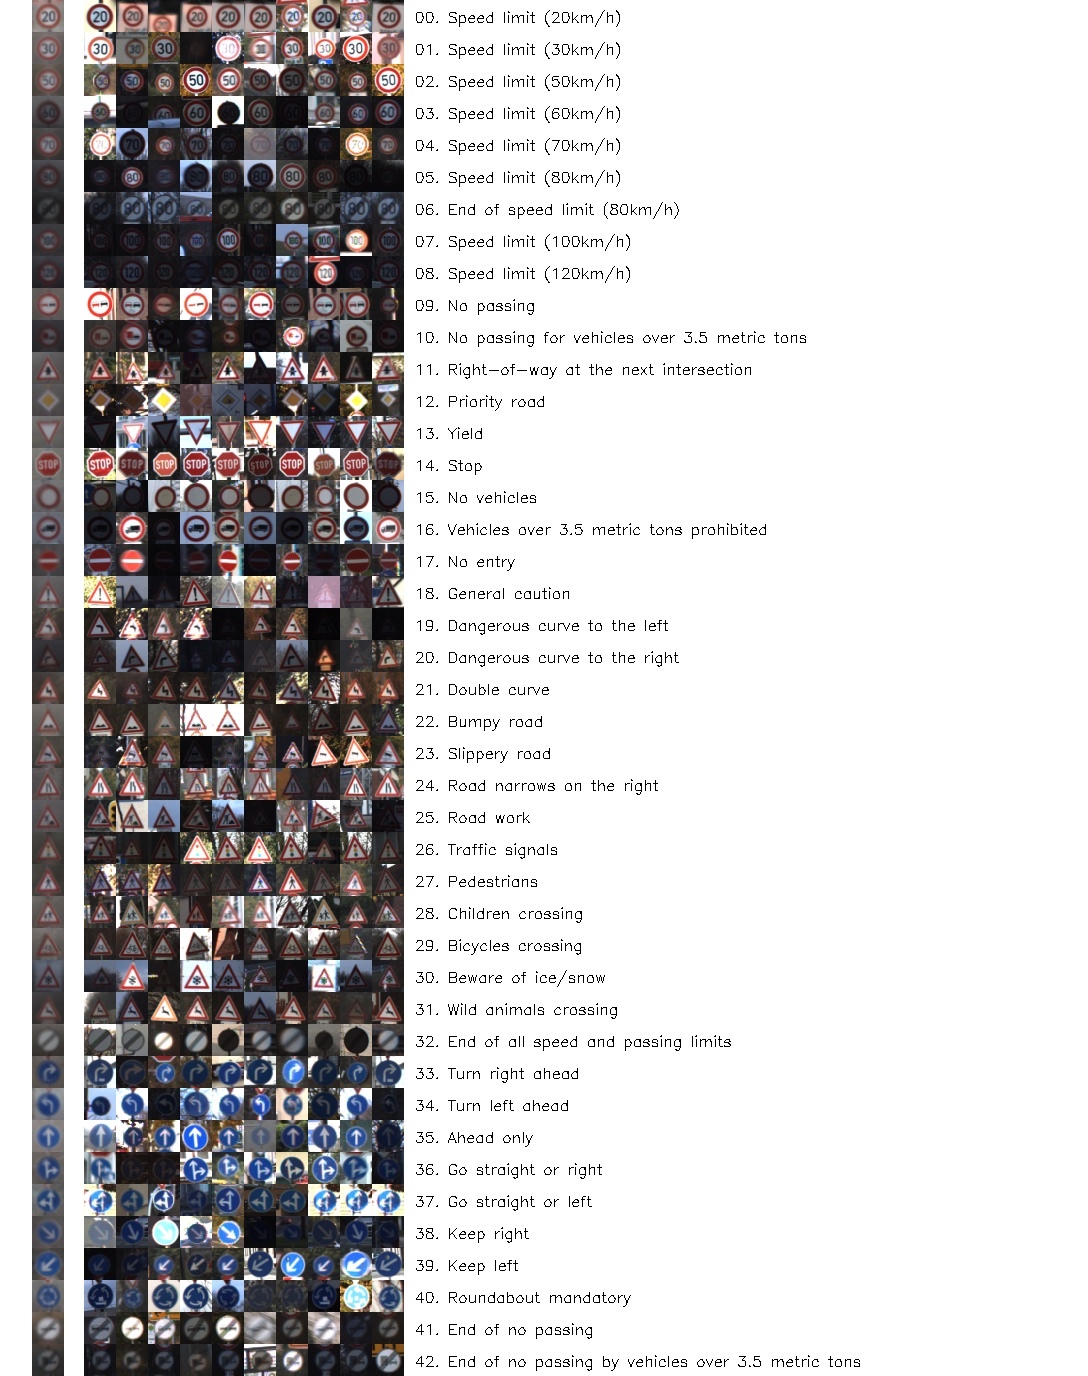 00. Speed limit (20km/h)
01. Speed limit (30km/h)
02. Speed limit (50km/h)
03. Speed limit (60km/h)
04. Speed limit (70km/h)
05. Speed limit (80km/h)
06. End of speed limit (80km/h)
07. Speed limit (100km/h)
08. Speed limit (120km/h)
09. No passing
10. No passing for vehicles over 3.5 metric tons
11. Right-of-way at the next intersection
12. Priority road
13. Yield
14. Stop
15. No vehicles
16. Vehicles over 3.5 metric tons prohibited
17. No entry
18. General caution
19. Dangerous curve to the left
20. Dangerous curve to the right
21. Double curve
22. Bumpy road
23. Slippery road
24. Road narrows on the right
25. Road work
26. Traffic signals
27. Pedestrians
28. Children crossing
29. Bicycles crossing
30. Beware of ice/snow
31. Wild animals crossing
32. End of all speed and passing limits
33. Turn right ahead
34. Turn left ahead
35. Ahead only
36. Go straight or right
37. Go straight or left
38. Keep right
39. Keep left
40. Roundabout mandatory
41. End of no passing
42. End of no passing by vehicles over 3.5 metric tons